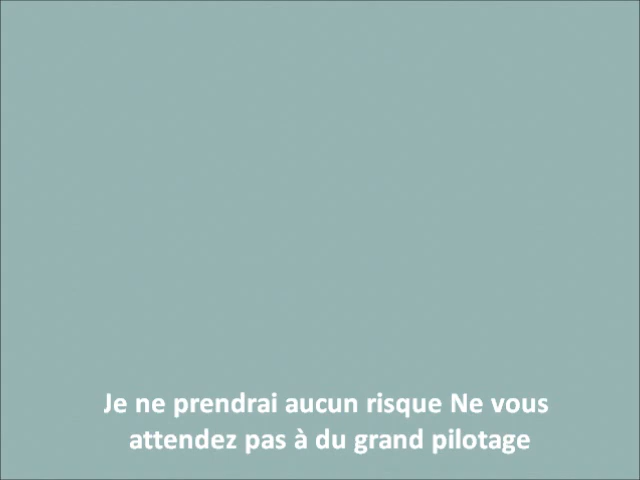 Je ne prendrai aucun risque Ne vous
attendez pas à du grand pilotage